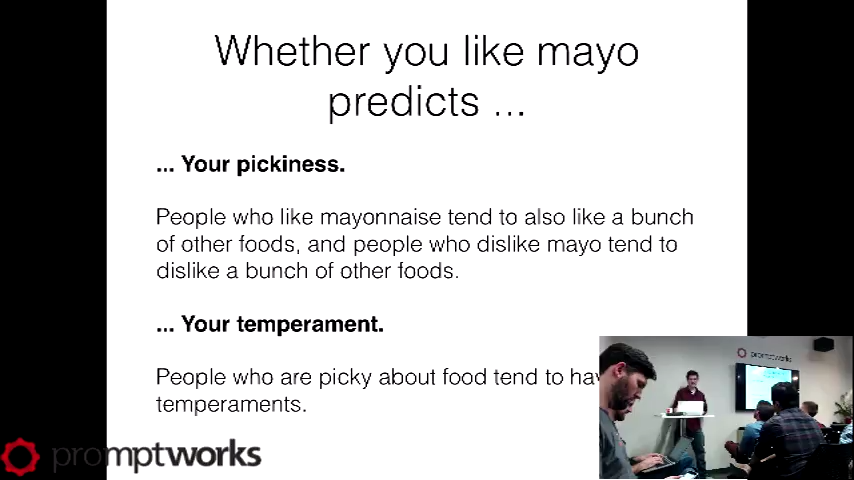 Whether you like mayo
predicts ...
... Your pickiness.
People who like mayonnaise tend to also like a bunch
of other foods, and people who dislike mayo tend to
dislike a bunch of other foods.
... Your temperament.
People who are picky about food tend to
temperaments.
promptworks
promptworks